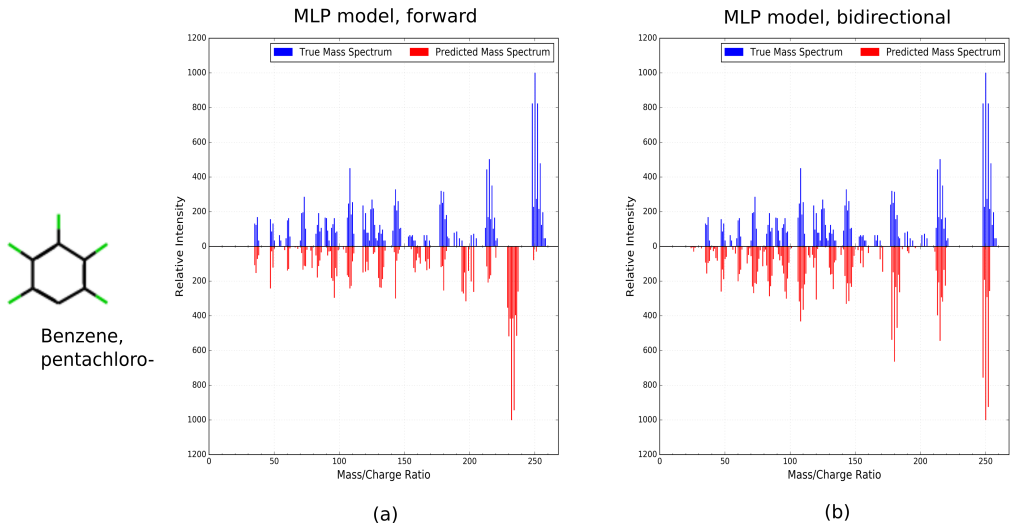 MLP model, forward
MLP model, bidirectional
True Mass Spectrum
Predicted Mass Spectrum
1200
1000
800
600
400
200
0
200
400
600
800
1000
1200
Relative Intensity
0
50
100
150
200
250
Mass/Charge Ratio
(a)
True Mass Spectrum
Predicted Mass Spectrum
1200
1000
800
600
400
200
0
200
400
600
800
1000
1200
Relative Intensity
0
50
100
150
200
250
Mass/Charge Ratio
(b)
Benzene,
pentachloro-